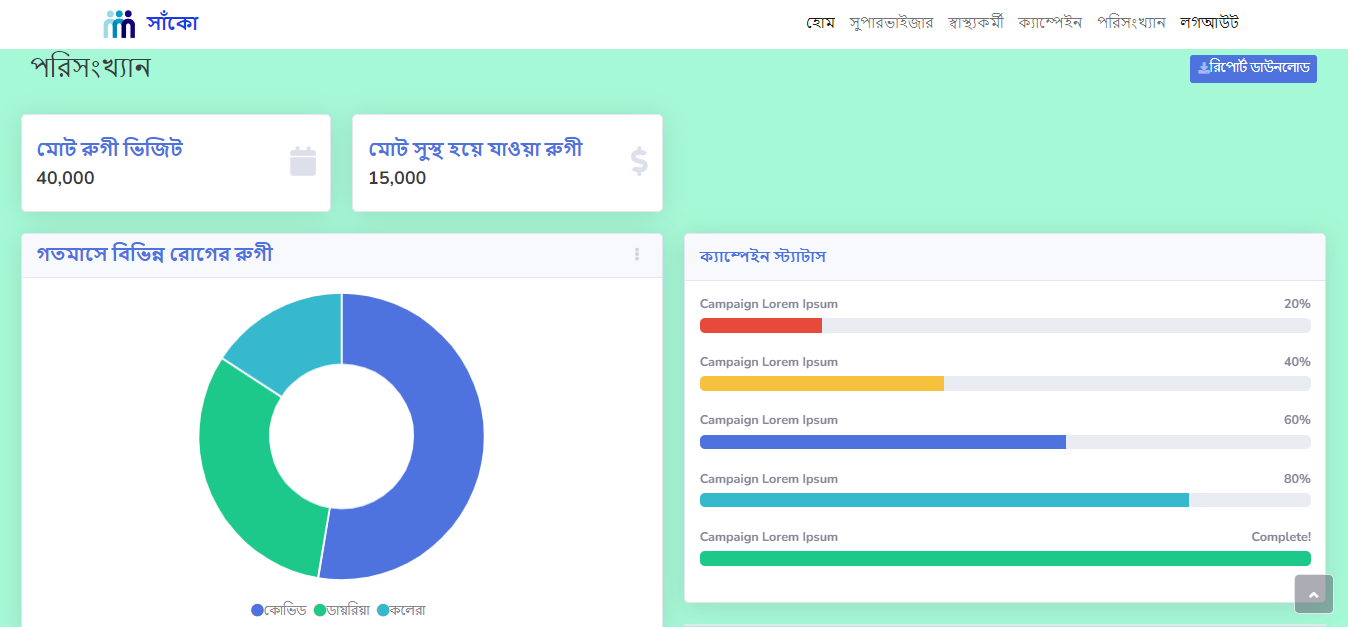 সাঁকো
হোম সুপারভাইজার স্বাস্থ্যকর্মী ক্যাম্পেইন পরিসংখ্যান লগআউট
পরিসংখ্যান
রিপোর্ট ডাউনলোড
মোট রুগী ভিজিট
40,000
মোট সুস্থ হয়ে যাওয়া রুগী
15,000
গতমাসে বিভিন্ন রোগের রুগী
কোভিড ডায়রিয়া কলেরা
ক্যাম্পেইন স্ট্যাটাস
Campaign Lorem Ipsum 20%
Campaign Lorem Ipsum 40%
Campaign Lorem Ipsum 60%
Campaign Lorem Ipsum 80%
Campaign Lorem Ipsum Complete!